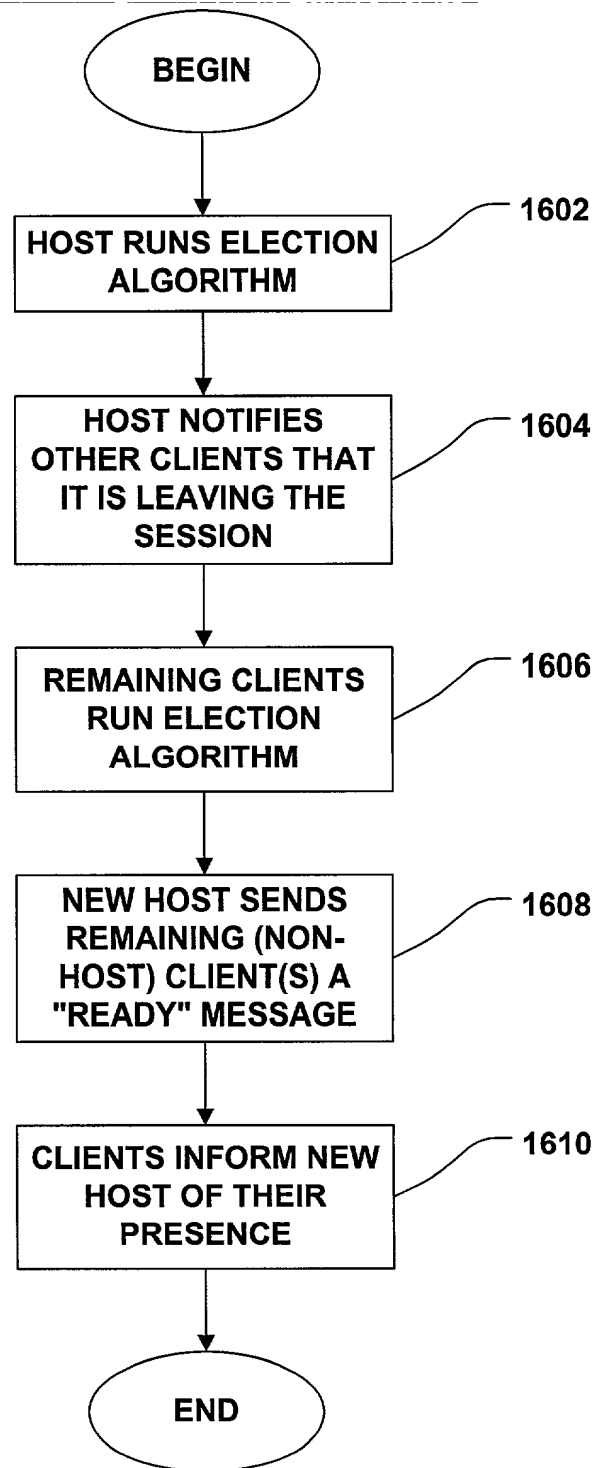 BEGIN
1602
HOST RUNS ELECTION
ALGORITHM
HOST NOTIFIES
OTHER CLIENTS THAT
IT IS LEAVING THE
SESSION
1604
REMAINING CLIENTS
RUN ELECTION
ALGORITHM
1606
NEW HOST SENDS
REMAINING (NON-
HOST) CLIENT(S) A
"READY" MESSAGE
1608
CLIENTS INFORM NEW
HOST OF THEIR
PRESENCE
1610
END